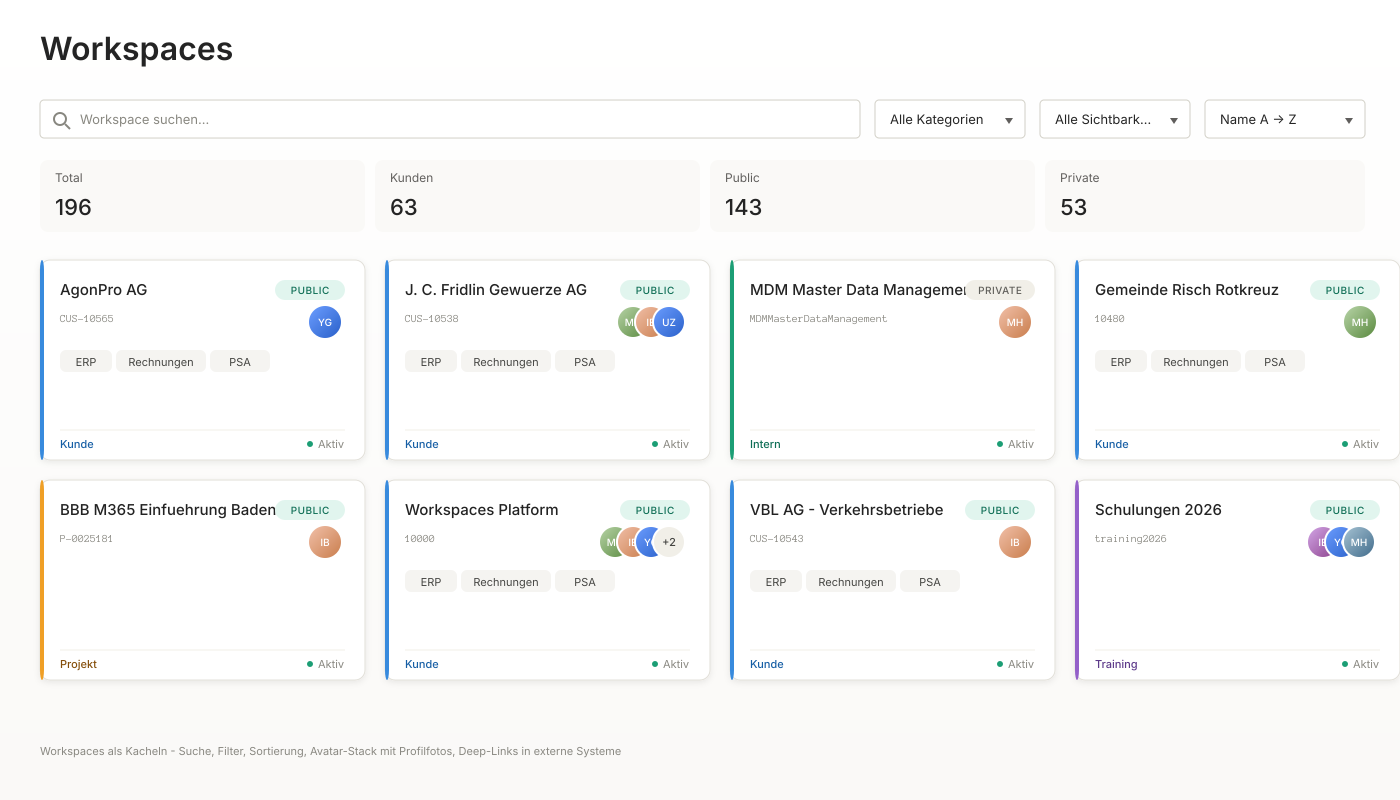 Workspaces
Workspace suchen...
Alle Kategorien
Alle Sichtbark...
Name A → Z
Total
196
Kunden
63
Public
143
Private
53
AgonPro AG
PUBLIC
CUS-10565
YG
ERP Rechnungen PSA
Kunde
Aktiv
J. C. Fridlin Gewuerze AG
PUBLIC
CUS-10538
UZ
ERP Rechnungen PSA
Kunde
Aktiv
MDM Master Data
PRIVATE
MDMMasterDataManagement
MH
Intern
Aktiv
Gemeinde Risch Rotkreuz
PUBLIC
10480
MH
ERP Rechnungen PSA
Kunde
Aktiv
BBB M365 Einfuehrung Baden
PUBLIC
P-0025181
IB
Projekt
Aktiv
Workspaces Platform
PUBLIC
10000
+2
ERP Rechnungen PSA
Kunde
Aktiv
VBL AG - Verkehrsbetriebe
PUBLIC
CUS-10543
IB
ERP Rechnungen PSA
Kunde
Aktiv
Schulungen 2026
PUBLIC
training2026
MH
Training
Aktiv
Workspaces als Kacheln - Suche, Filter, Sortierung, Avatar-Stack mit Profilfotos, Deep-Links in externe Systeme